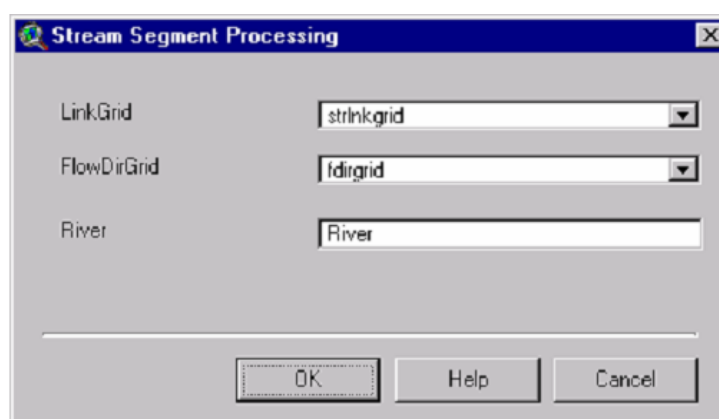 Stream Segment Processing
LinkGrid strlnkgrid
FlowDirGrid fdirgrid
River River
OK Help Cancel